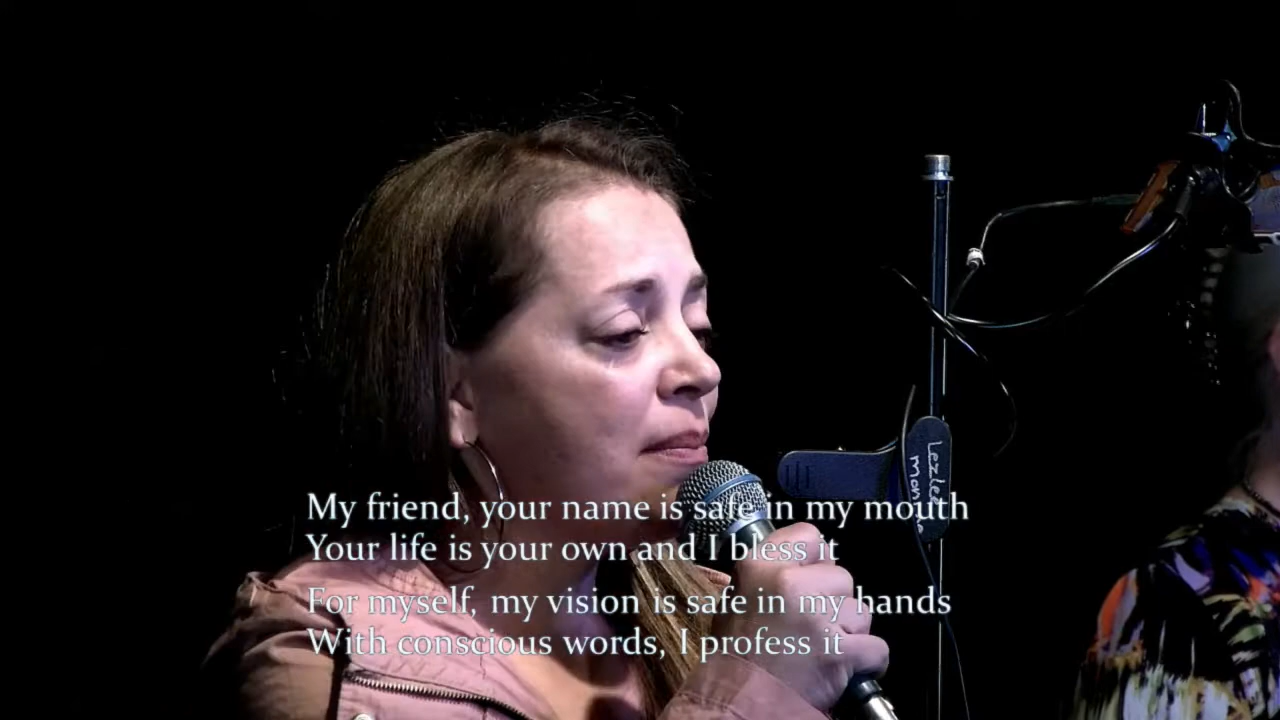 My friend, your name is safe in my mouth
Your life is your own and I bless it
For myself, my vision is safe in my hands
With conscious words, I profess it
Lezlee